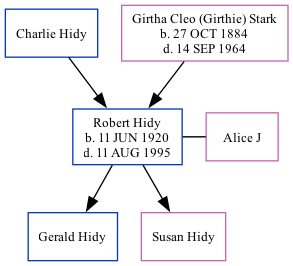 Charlie Hidy
Girtha Cleo (Girthie) Stark
b. 27 OCT 1884
d. 14 SEP 1964
Robert Hidy
b. 11 JUN 1920
d. 11 AUG 1995
Alice J
Gerald Hidy
Susan Hidy